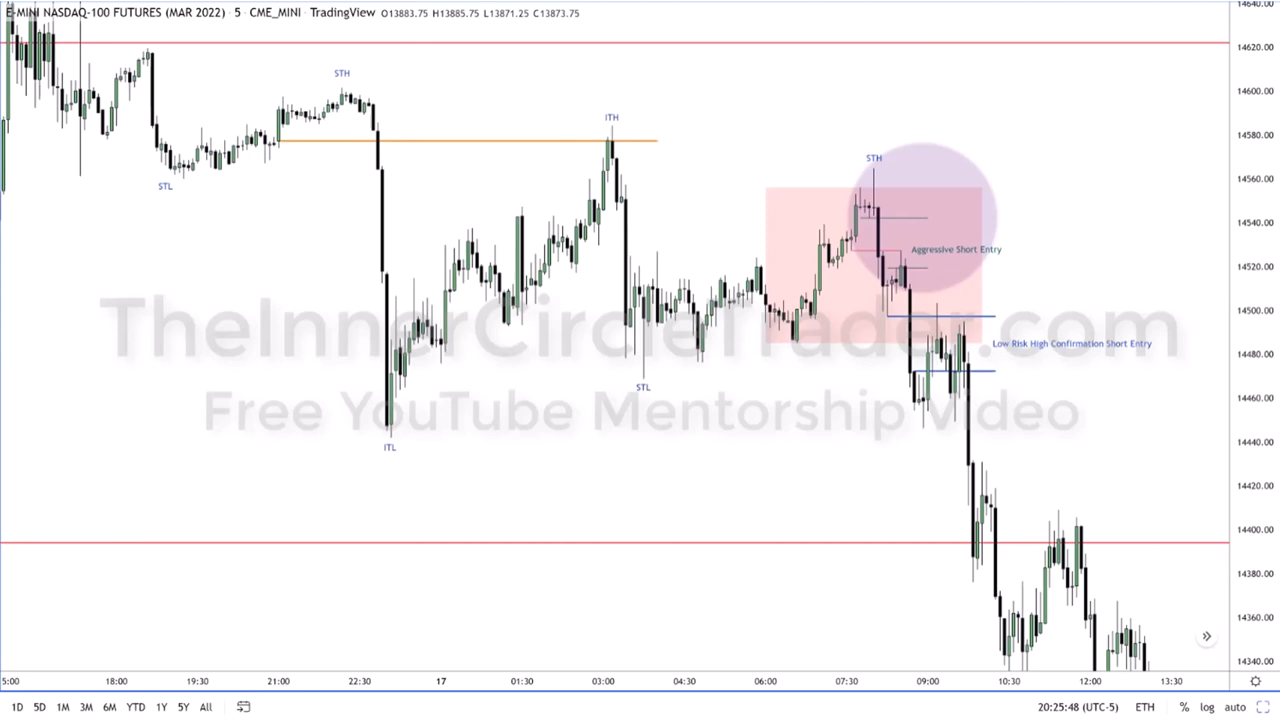 E-MINI NASDAQ-100 FUTURES (MAR 2022) · 5 · CME_MINI · TradingView O13883.75 H13885.75 L13871.25 C13873.75
14640.00
14620.00
STH
14600.00
ITH
14580.00
STH
STL
14560.00
14540.00
Aggressive Short Entry
14520.00
14500.00
TheInnerCircleTrader.com
Low Risk High Confirmation Short Entry
14480.00
STL
14460.00
Free YouTube Mentorship Video
14440.00
ITL
14420.00
14400.00
14380.00
14360.00
14340.00
5:00 18:00 19:30 21:00 22:30 17 01:30 03:00 04:30 06:00 07:30 09:00 10:30 12:00 13:30
1D 5D 1M 3M 6M YTD 1Y 5Y All 20:25:48 (UTC-5) ETH % log auto